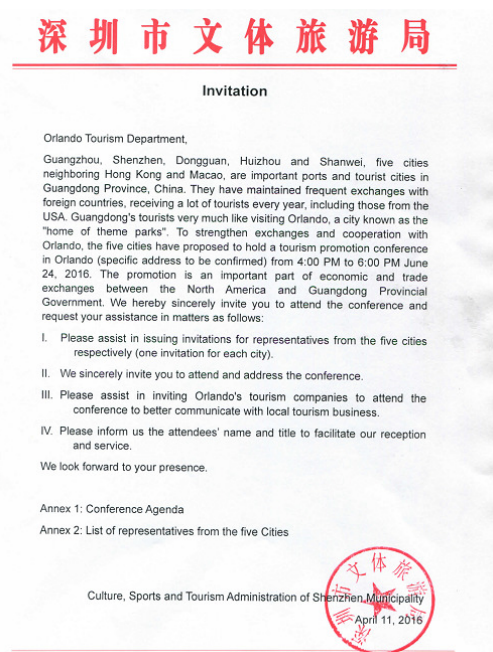 深圳市文体旅游局
Invitation
Orlando Tourism Department,
Guangzhou, Shenzhen, Dongguan, Huizhou and Shanwei, five cities
neighboring Hong Kong and Macao, are important ports and tourist cities in
Guangdong Province, China. They have maintained frequent exchanges with
foreign countries, receiving a lot of tourists every year, including those from the
USA. Guangdong's tourists very much like visiting Orlando, a city known as the
"home of theme parks". To strengthen exchanges and cooperation with
Orlando, the five cities have proposed to hold a tourism promotion conference
in Orlando (specific address to be confirmed) from 4:00 PM to 6:00 PM June
24, 2016. The promotion is an important part of economic and trade
exchanges between the North America and Guangdong Provincial
Government. We hereby sincerely invite you to attend the conference and
request your assistance in matters as follows:
I. Please assist in issuing invitations for representatives from the five cities
respectively (one invitation for each city).
II. We sincerely invite you to attend and address the conference.
III. Please assist in inviting Orlando's tourism companies to attend the
conference to better communicate with local tourism business.
IV. Please inform us the attendees' name and title to facilitate our reception
and service.
We look forward to your presence.
Annex 1: Conference Agenda
Annex 2: List of representatives from the five Cities
Culture, Sports and Tourism Administration of Shenzhen Municipality
April 11, 2016
深圳市文体旅游局